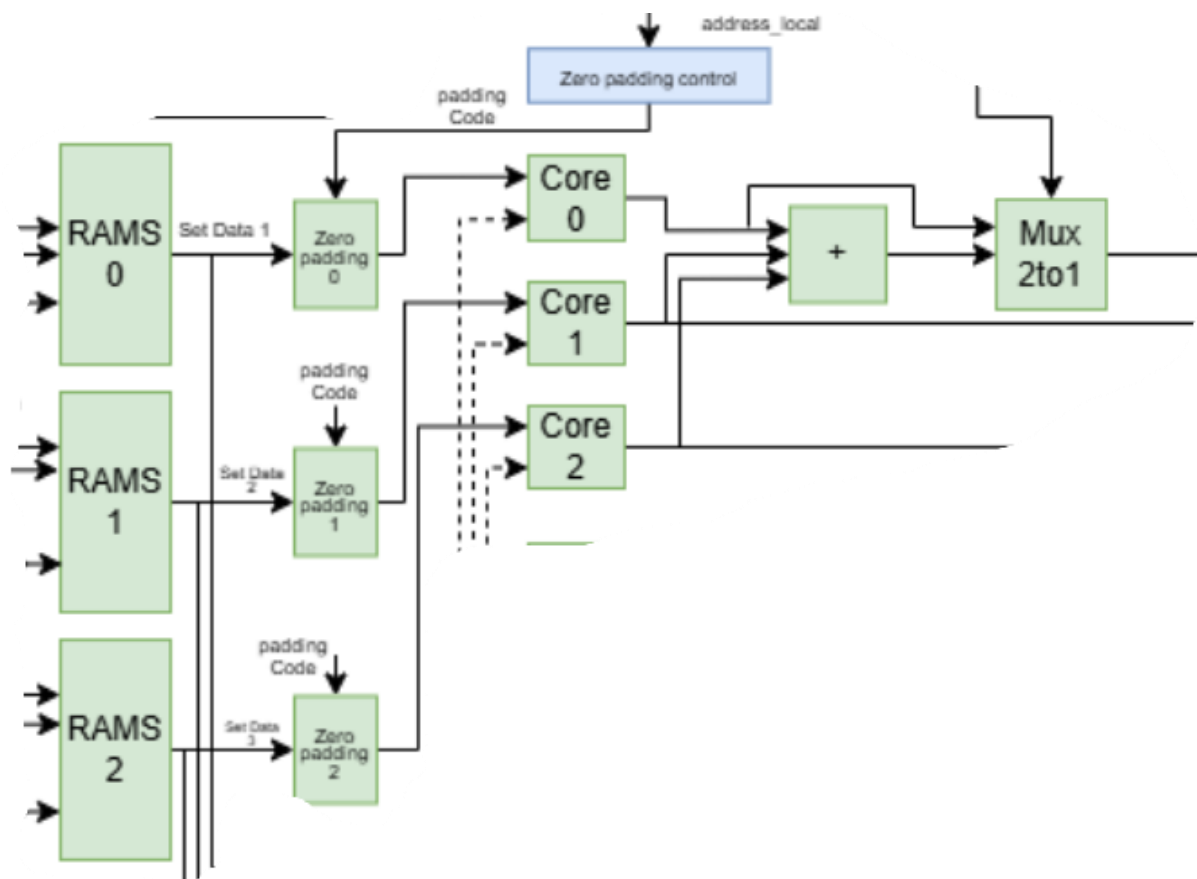 address_local
Zero padding control
padding
Code
RAMS
0
Set Data 1
Zero
padding
0
Core
0
+
Mux
2to1
Core
1
padding
Code
RAMS
1
Set Data
2
Zero
padding
1
Core
2
padding
Code
RAMS
2
Set Data
3
Zero
padding
2